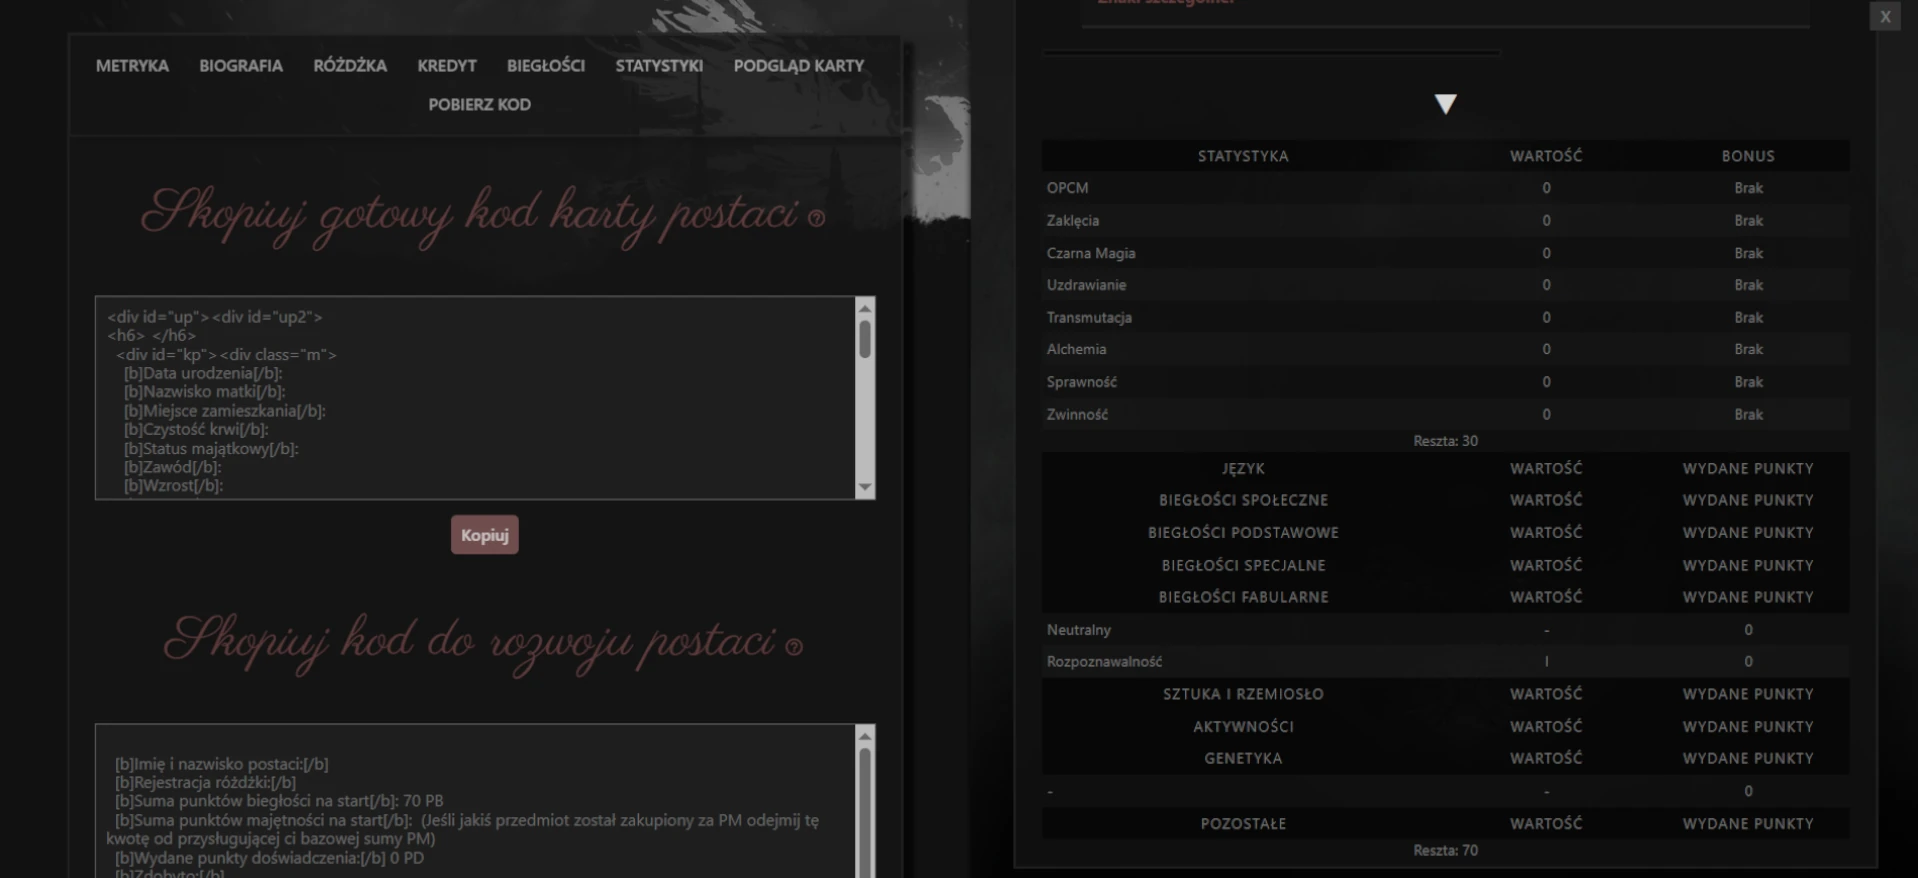 METRYKA BIOGRAFIA RÓŻDŻKA KREDYT BIEGŁOŚCI STATYSTYKI PODGLĄD KARTY
POBIERZ KOD
Skopiuj gotowy kod karty postaci ?
<div id="up"><div id="up2">
<h6> </h6>
<div id="kp"><div class="m">
[b]Data urodzenia[/b]:
[b]Nazwisko matki[/b]:
[b]Miejsce zamieszkania[/b]:
[b]Czystość krwi[/b]:
[b]Status majątkowy[/b]:
[b]Zawód[/b]:
[b]Wzrost[/b]:
Kopiuj
Skopiuj kod do rozwoju postaci ?
[b]Imię i nazwisko postaci:[/b]
[b]Rejestracja różdżki:[/b]
[b]Suma punktów biegłości na start[/b]: 70 PB
[b]Suma punktów majętności na start[/b]: (Jeśli jakiś przedmiot został zakupiony za PM odejmij tę
kwotę od przysługującej ci bazowej sumy PM)
[b]Wydane punkty doświadczenia:[/b] 0 PD
[b]Zdobyto:[/b]
Znaki szczególne:
X
▼
STATYSTYKA WARTOŚĆ BONUS
OPCM 0 Brak
Zaklęcia 0 Brak
Czarna Magia 0 Brak
Uzdrawianie 0 Brak
Transmutacja 0 Brak
Alchemia 0 Brak
Sprawność 0 Brak
Zwinność 0 Brak
Reszta: 30
JĘZYK WARTOŚĆ WYDANE PUNKTY
BIEGŁOŚCI SPOŁECZNE WARTOŚĆ WYDANE PUNKTY
BIEGŁOŚCI PODSTAWOWE WARTOŚĆ WYDANE PUNKTY
BIEGŁOŚCI SPECJALNE WARTOŚĆ WYDANE PUNKTY
BIEGŁOŚCI FABULARNE WARTOŚĆ WYDANE PUNKTY
Neutralny - 0
Rozpoznawalność I 0
SZTUKA I RZEMIOSŁO WARTOŚĆ WYDANE PUNKTY
AKTYWNOŚCI WARTOŚĆ WYDANE PUNKTY
GENETYKA WARTOŚĆ WYDANE PUNKTY
- - 0
POZOSTAŁE WARTOŚĆ WYDANE PUNKTY
Reszta: 70